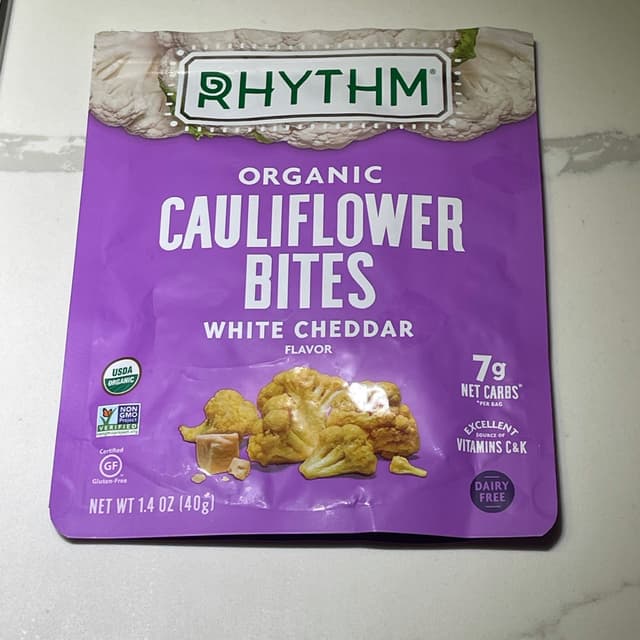 RHYTHM®
ORGANIC
CAULIFLOWER
BITES
WHITE CHEDDAR
FLAVOR
USDA
ORGANIC
NON
GMO
Project
VERIFIED
Certified
GF
Gluten-Free
NET WT 1.4 OZ (40g)
7g
NET CARBS*
*PER BAG
EXCELLENT
SOURCE OF
VITAMINS C&K
DAIRY
FREE